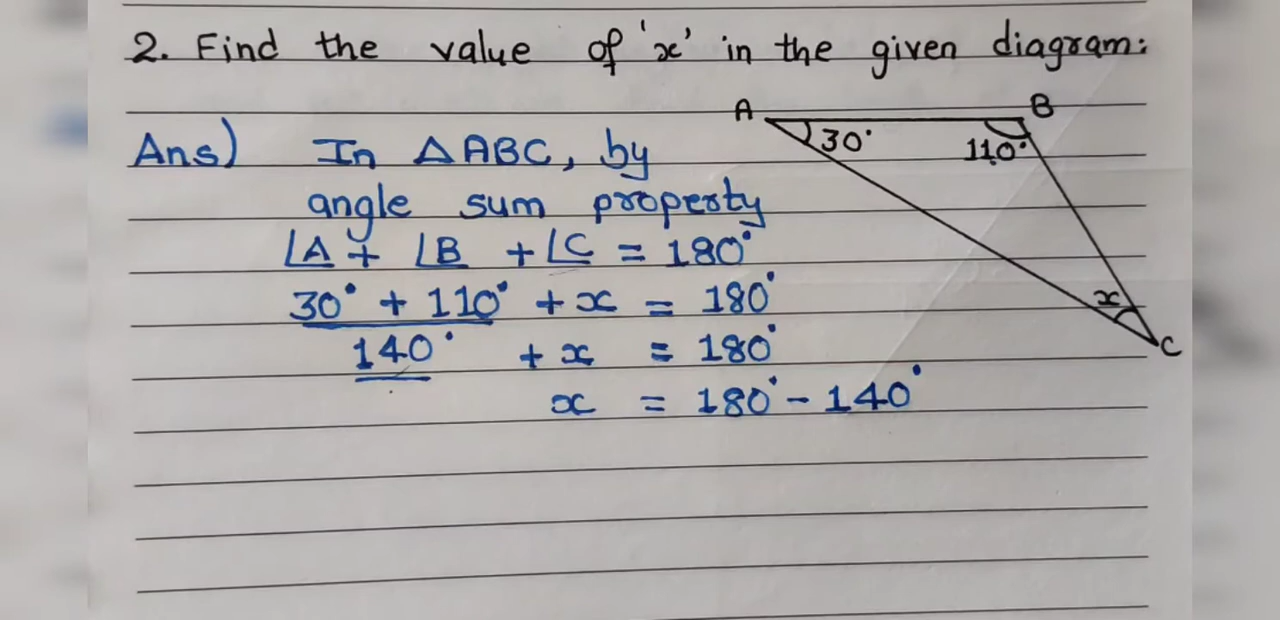 2. Find the value of 'x' in the given diagram:
A
B
30°
110°
x
C
Ans) In △ABC, by
angle sum property
∠A + ∠B + ∠C = 180°
30° + 110° + x = 180°
140° + x = 180°
x = 180° - 140°